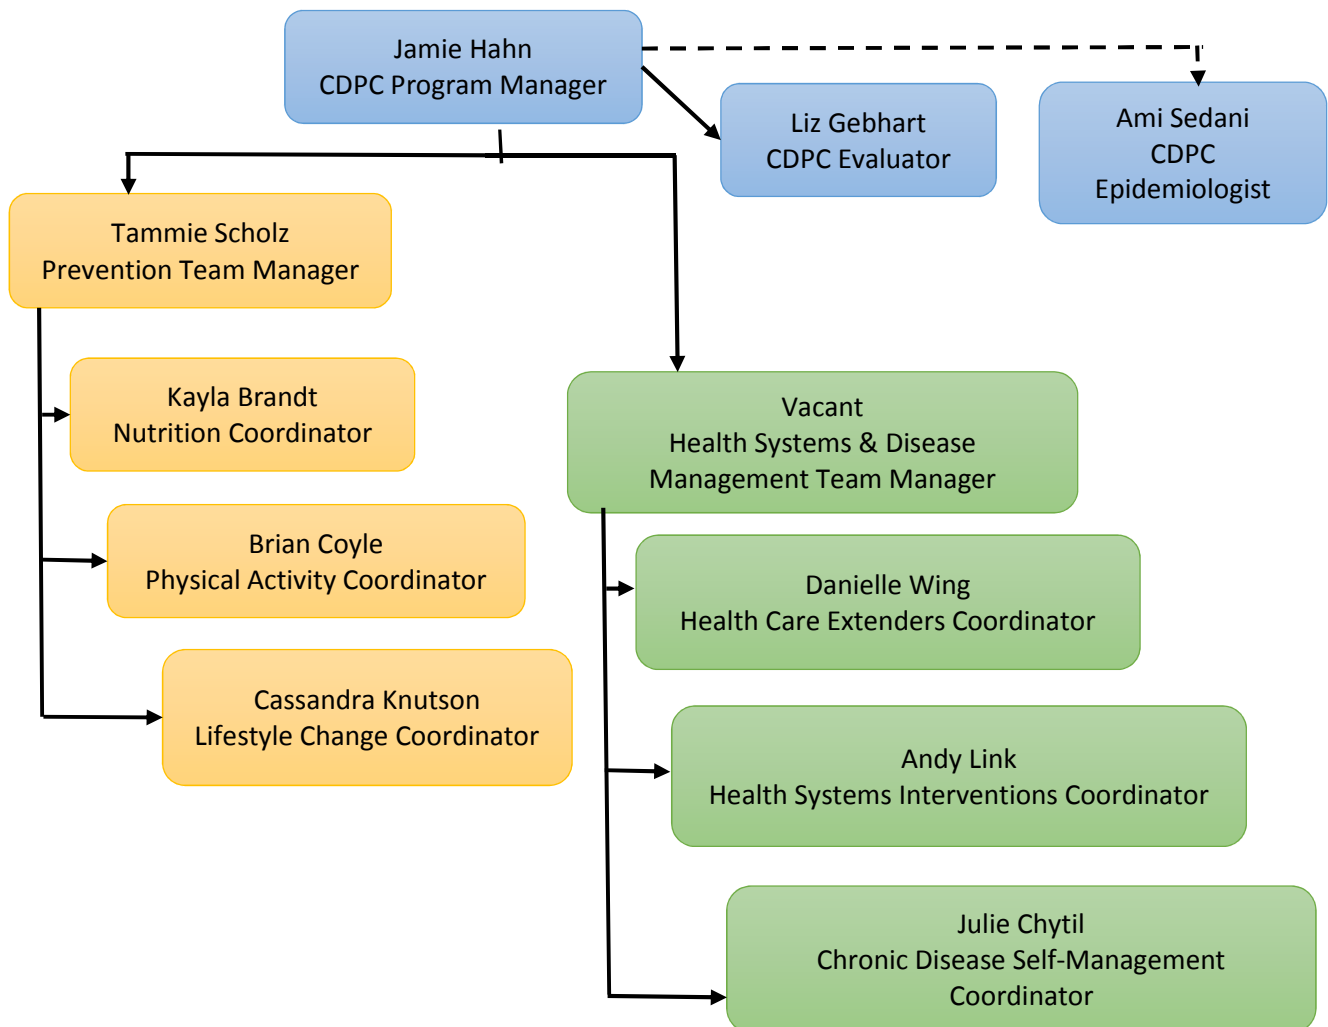 Jamie Hahn
CDPC Program Manager
Liz Gebhart
CDPC Evaluator
Ami Sedani
CDPC
Epidemiologist
Tammie Scholz
Prevention Team Manager
Kayla Brandt
Nutrition Coordinator
Brian Coyle
Physical Activity Coordinator
Cassandra Knutson
Lifestyle Change Coordinator
Vacant
Health Systems & Disease
Management Team Manager
Danielle Wing
Health Care Extenders Coordinator
Andy Link
Health Systems Interventions Coordinator
Julie Chytil
Chronic Disease Self-Management
Coordinator